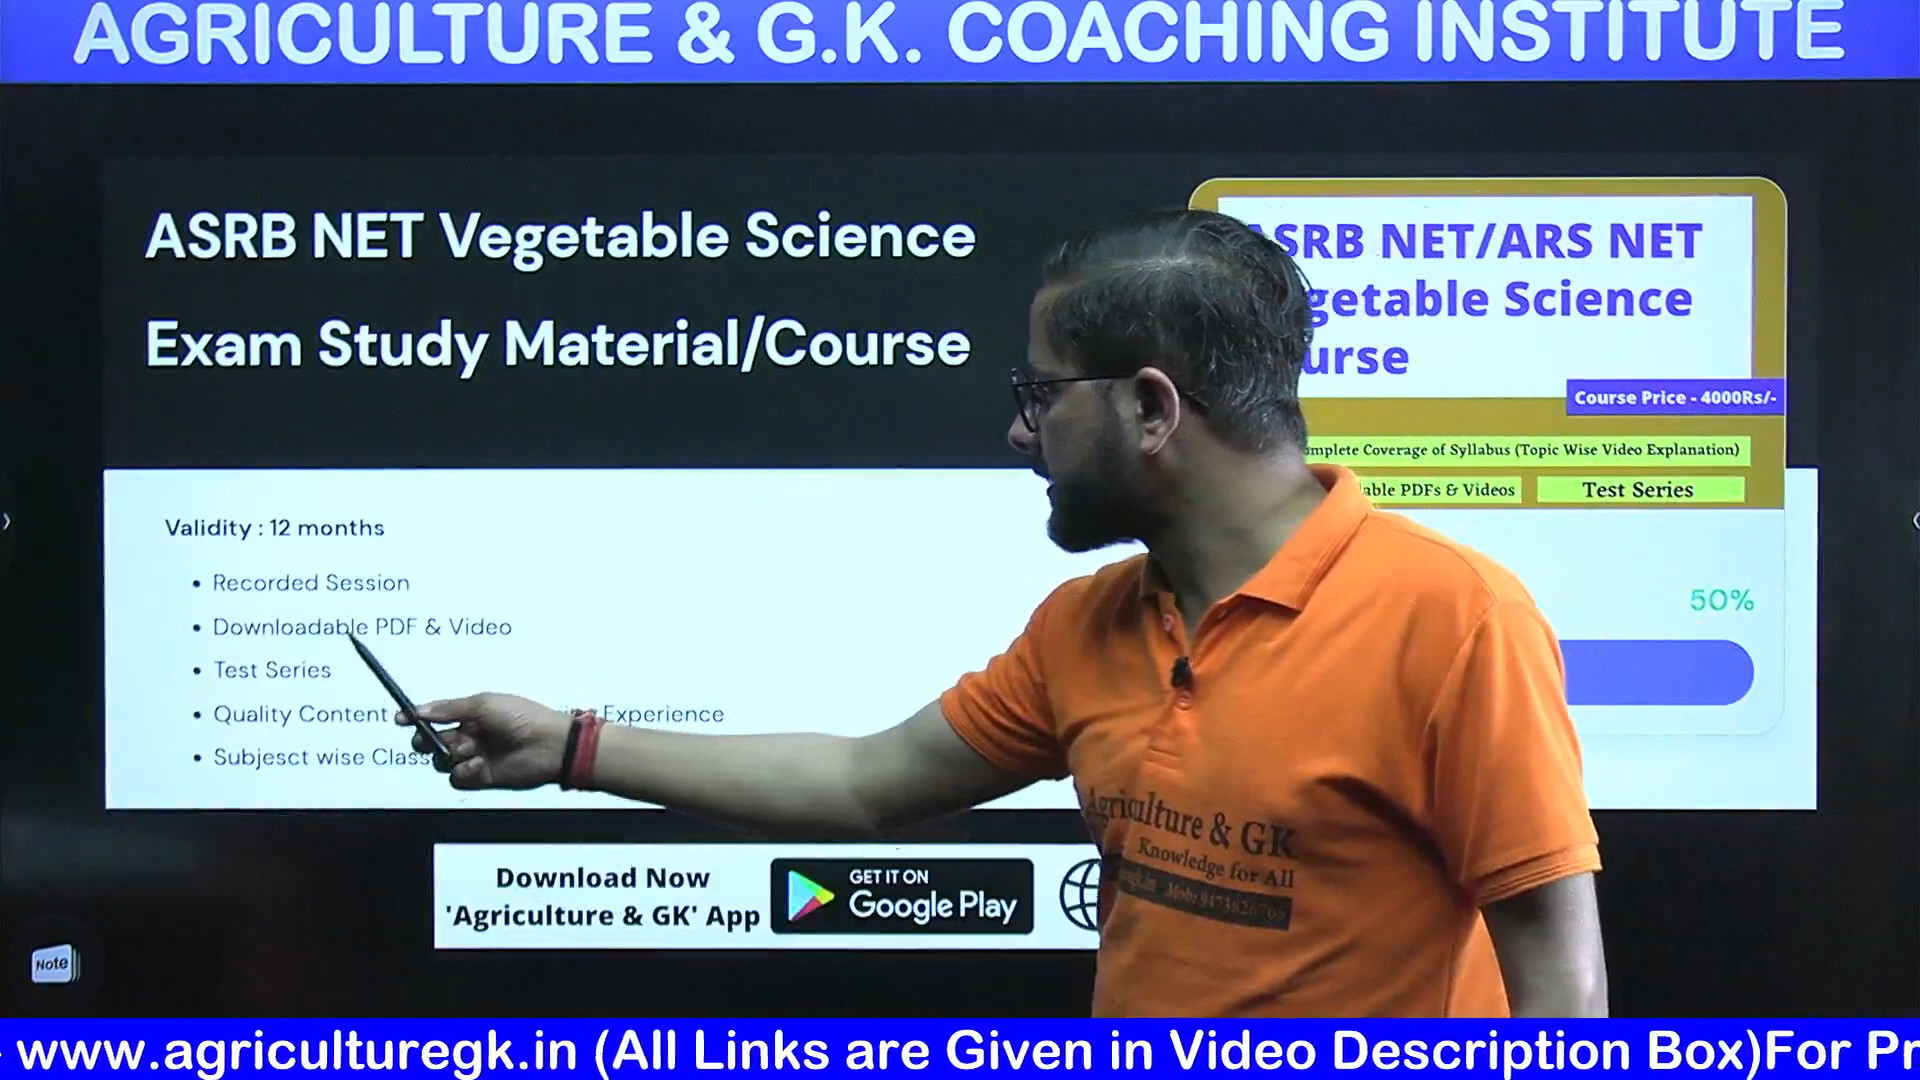 AGRICULTURE & G.K. COACHING INSTITUTE
ASRB NET Vegetable Science
Exam Study Material/Course
ASRB NET/ARS NET
getable Science
urse
Course Price - 4000Rs/-
mplete Coverage of Syllabus (Topic Wise Video Explanation)
able PDFs & Videos
Test Series
Validity : 12 months
• Recorded Session
• Downloadable PDF & Video
• Test Series
• Quality Content Experience
• Subjesct wise Class
50%
Download Now
'Agriculture & GK' App
GET IT ON
Google Play
Agriculture & GK
Knowledge for All
Mob: 9473626765
Note
www.agriculturegk.in (All Links are Given in Video Description Box)For Pr